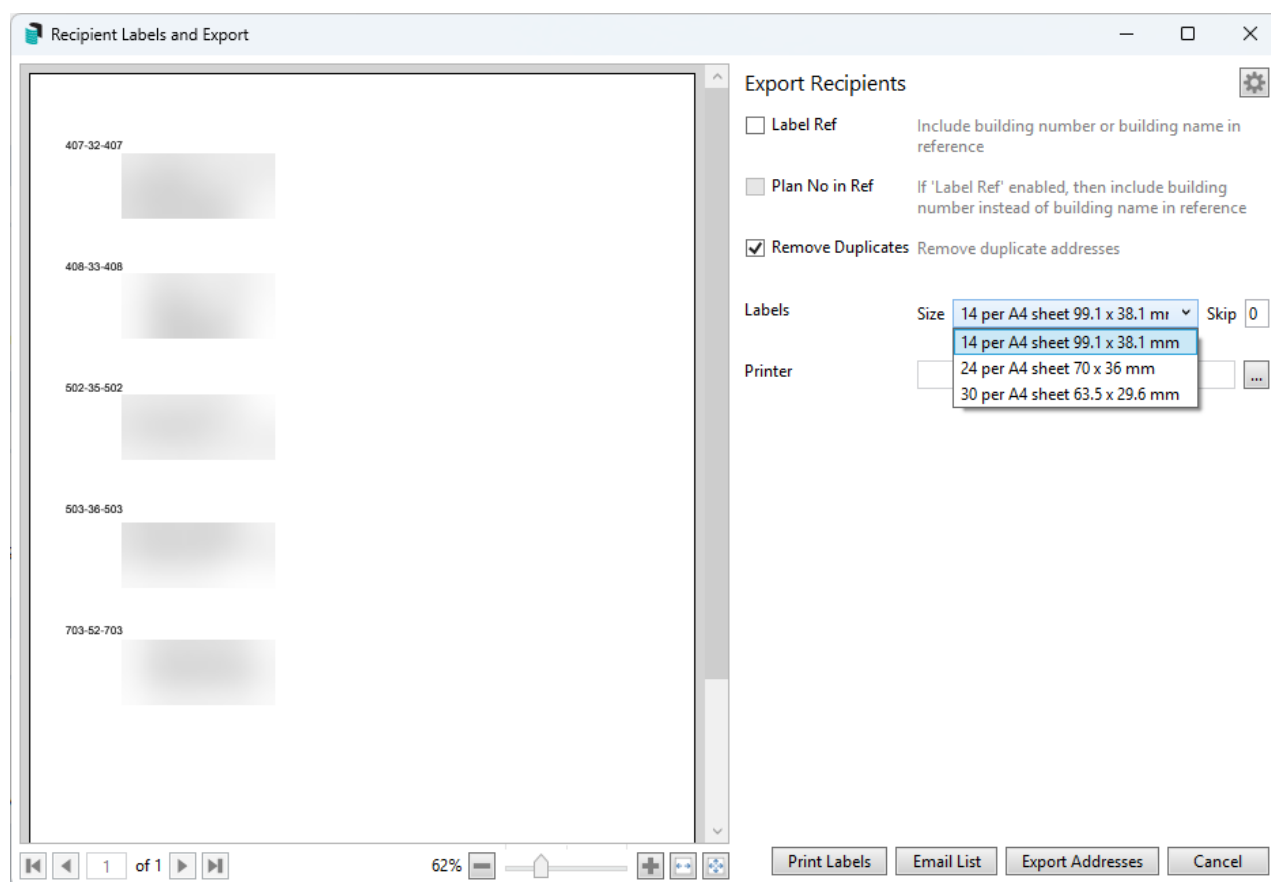 Recipient Labels and Export
407-32-407
408-33-408
502-35-502
503-36-503
703-52-703
1 of 1
62%
Export Recipients
Label Ref
Include building number or building name in
reference
Plan No in Ref
If 'Label Ref' enabled, then include building
number instead of building name in reference
Remove Duplicates
Remove duplicate addresses
Labels
Size 14 per A4 sheet 99.1 x 38.1 mr Skip 0
14 per A4 sheet 99.1 x 38.1 mm
24 per A4 sheet 70 x 36 mm
30 per A4 sheet 63.5 x 29.6 mm
Printer
...
Print Labels
Email List
Export Addresses
Cancel